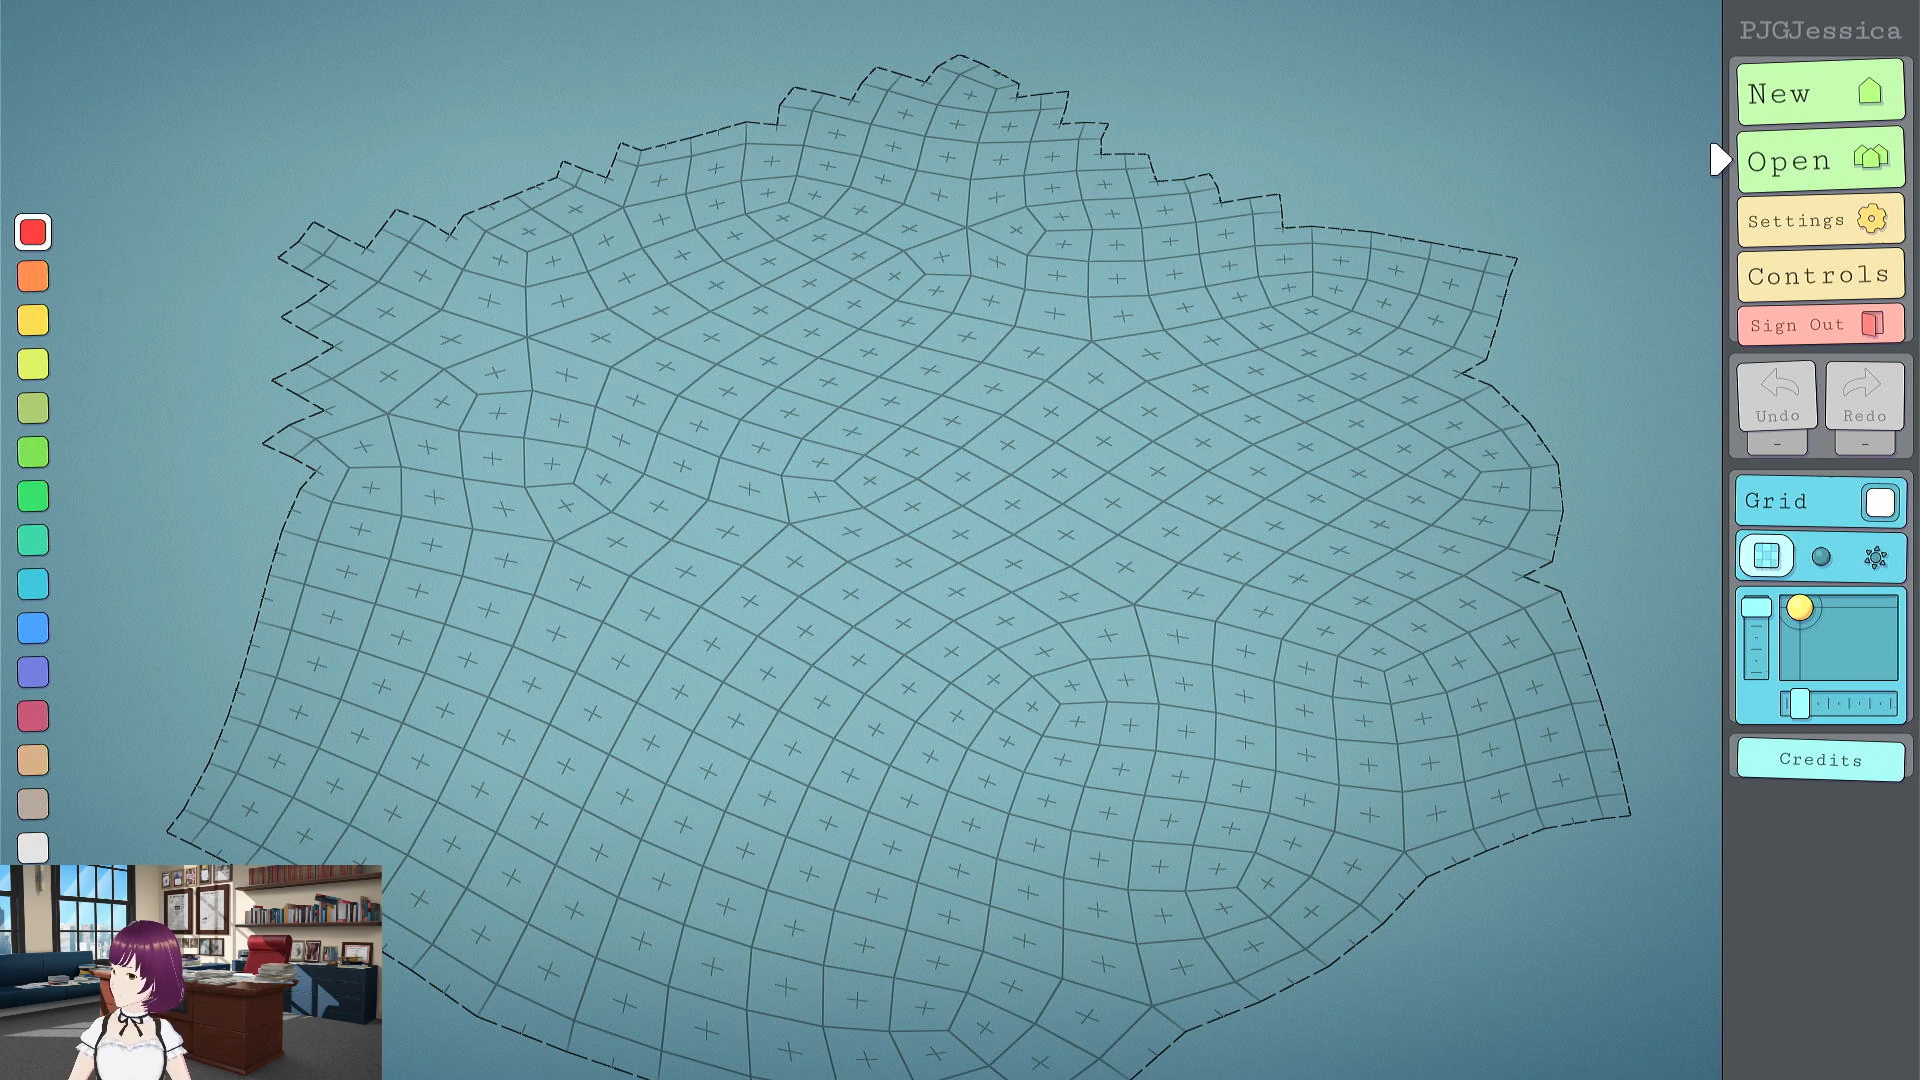 PJGJessica
New
Open
Settings
Controls
Sign Out
Undo
Redo
-
-
Grid
Credits